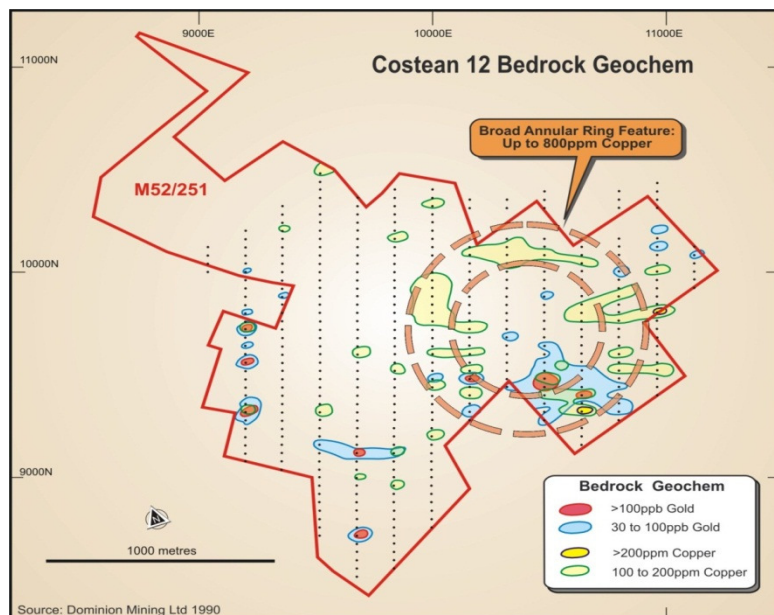 9000E
10000E
11000E
11000N
Costean 12 Bedrock Geochem
Broad Annular Ring Feature:
Up to 800ppm Copper
M52/251
10000N
9000N
Bedrock Geochem
>100ppb Gold
30 to 100ppb Gold
>200ppm Copper
100 to 200ppm Copper
N
1000 metres
Source: Dominion Mining Ltd 1990